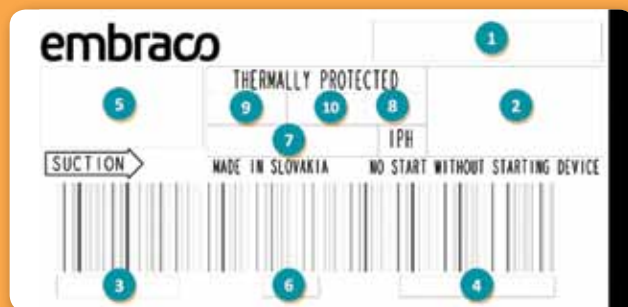 embraco
1
THERMALLY PROTECTED
5
9
10
8
2
7
IPH
SUCTION
MADE IN SLOVAKIA
NO START WITHOUT STARTING DEVICE
3
6
4